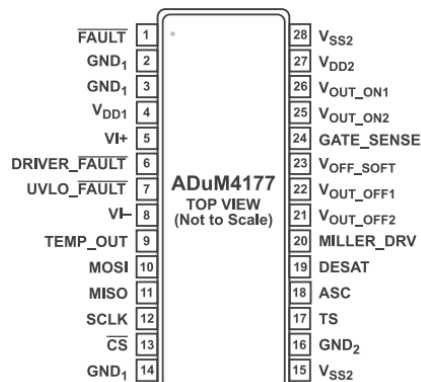 FAULT 1 28 VSS2
GND1 2 27 VDD2
GND1 3 26 VOUT_ON1
VDD1 4 25 VOUT_ON2
VI+ 5 24 GATE_SENSE
DRIVER_FAULT 6 23 VOFF_SOFT
UVLO_FAULT 7 ADuM4177 22 VOUT_OFF1
TOP VIEW
VI– 8 (Not to Scale) 21 VOUT_OFF2
TEMP_OUT 9 20 MILLER_DRV
MOSI 10 19 DESAT
MISO 11 18 ASC
SCLK 12 17 TS
CS 13 16 GND2
GND1 14 15 VSS2